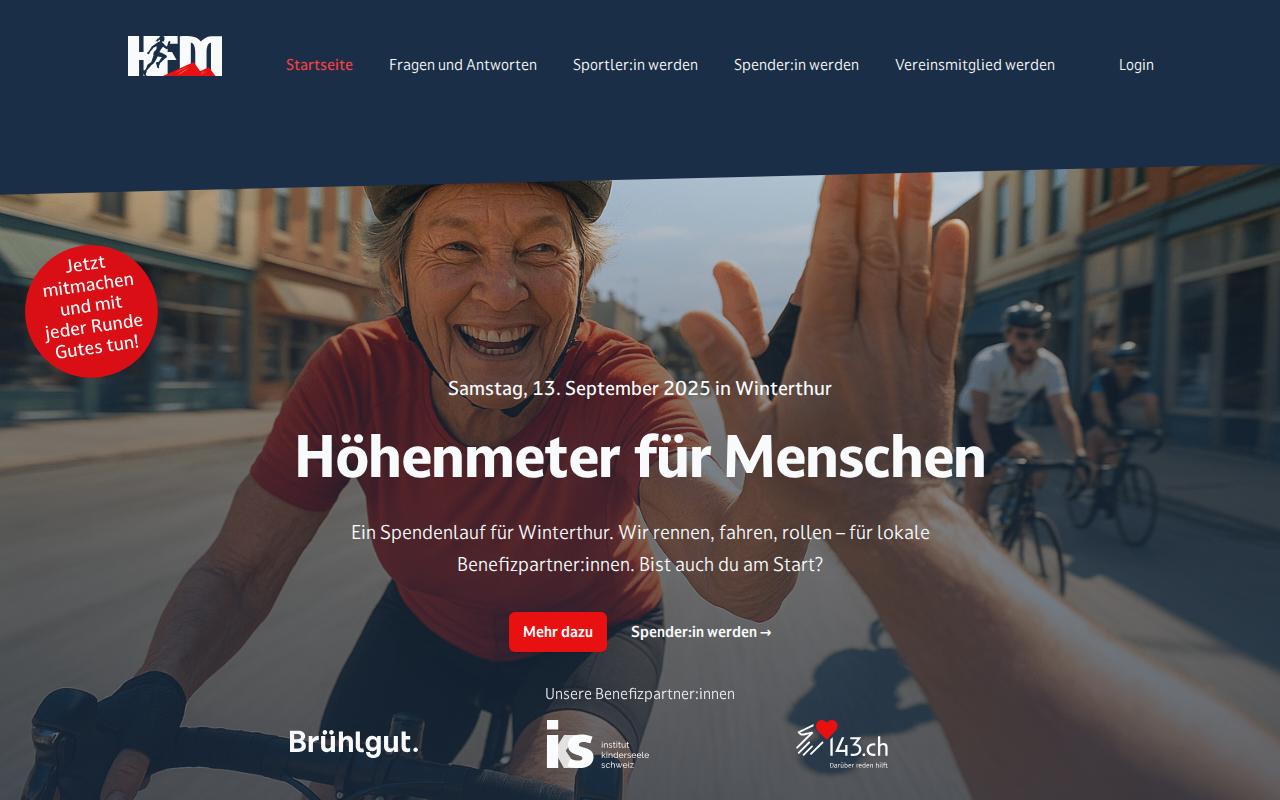 HFM
Startseite
Fragen und Antworten
Sportler:in werden
Spender:in werden
Vereinsmitglied werden
Login
Jetzt
mitmachen
und mit
jeder Runde
Gutes tun!
Samstag, 13. September 2025 in Winterthur
Höhenmeter für Menschen
Ein Spendenlauf für Winterthur. Wir rennen, fahren, rollen – für lokale
Benefizpartner:innen. Bist auch du am Start?
Mehr dazu
Spender:in werden →
Unsere Benefizpartner:innen
Brühlgut.
iks
institut
kinderseele
schweiz
143.ch
Darüber reden hilft